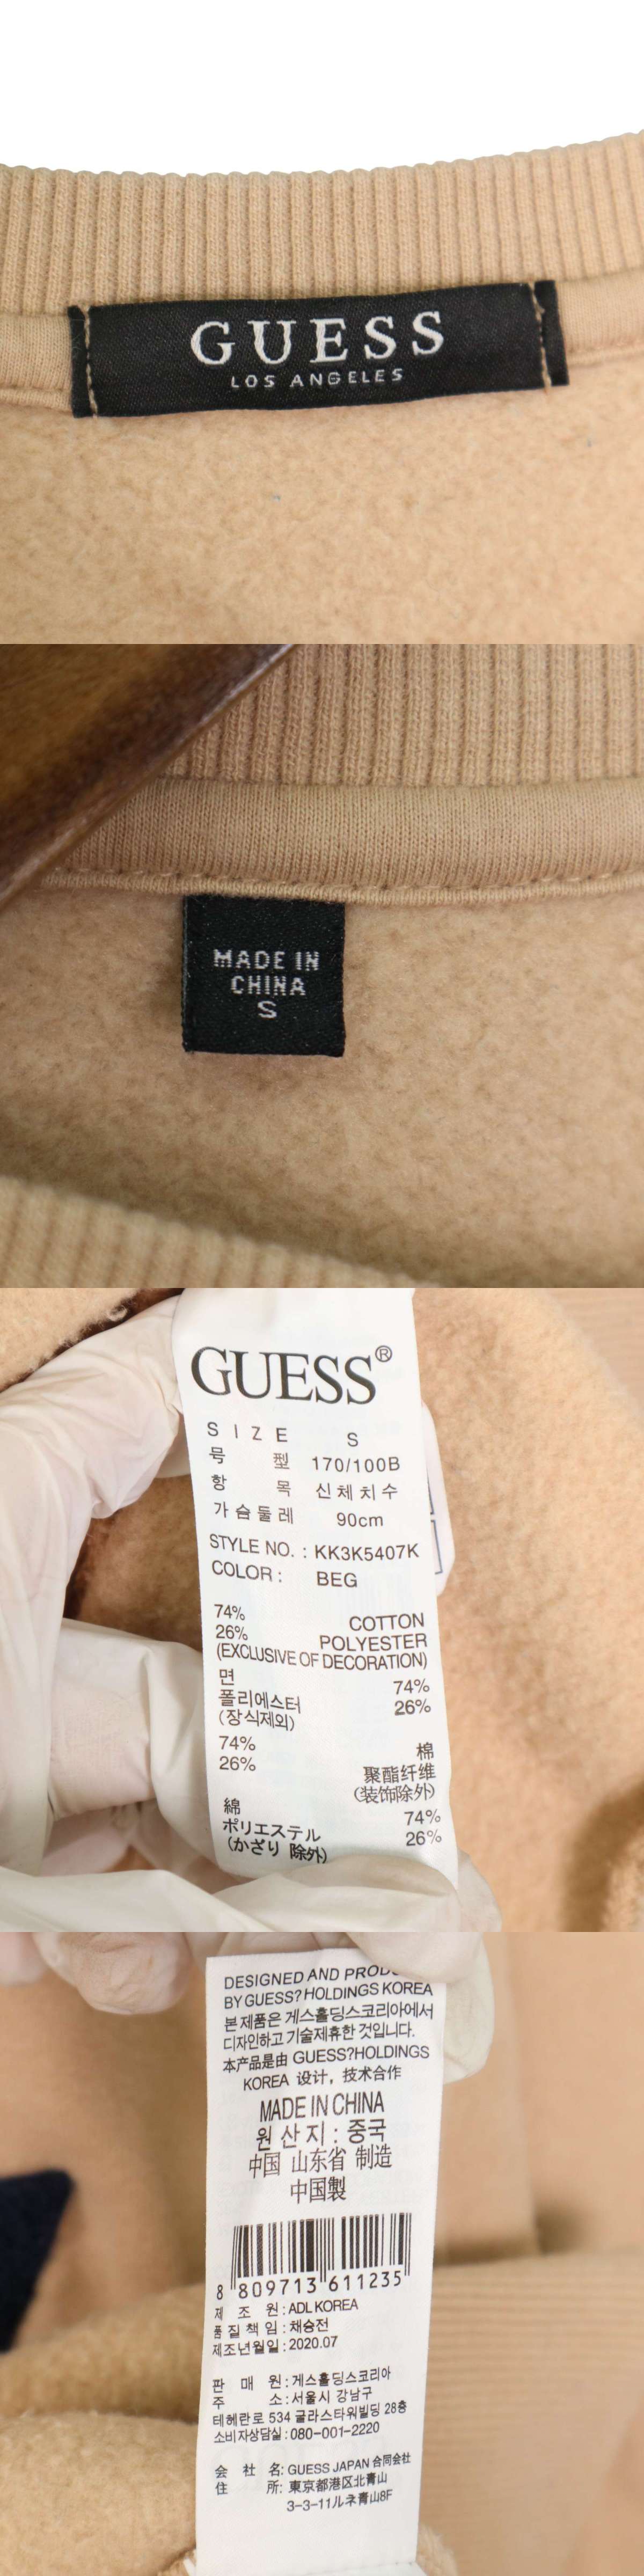 GUESS
LOS ANGELES
MADE IN
CHINA
S
GUESS®
SIZE S
号 型 170/100B
항 목 신체치수
가슴둘레 90cm
STYLE NO. : KK3K5407K
COLOR : BEG
74% COTTON
26% POLYESTER
(EXCLUSIVE OF DECORATION)
면 74%
폴리에스터 26%
(장식제외)
74% 棉
26% 聚酯纤维
(装饰除外)
綿 74%
ポリエステル 26%
(かざり 除外)
DESIGNED AND
BY GUESS? HOLDINGS KOREA
본 제품은 게스홀딩스코리아에서
디자인하고 기술제휴한 것입니다.
本产品是由 GUESS?HOLDINGS
KOREA 设计，技术合作
MADE IN CHINA
원산지 : 중국
中国 山东省 制造
中国製
8 809713 611235
제 조 원 : ADL KOREA
품질책임 : 채승전
제조년월일 : 2020.07
판 매 원 : 게스홀딩스코리아
주 소 : 서울시 강남구
테헤란로 534 글라스타워빌딩 28층
소비자상담실 : 080-001-2220
会 社 名: GUESS JAPAN 合同会社
住 所: 東京都港区北青山
3-3-11ルネ青山8F